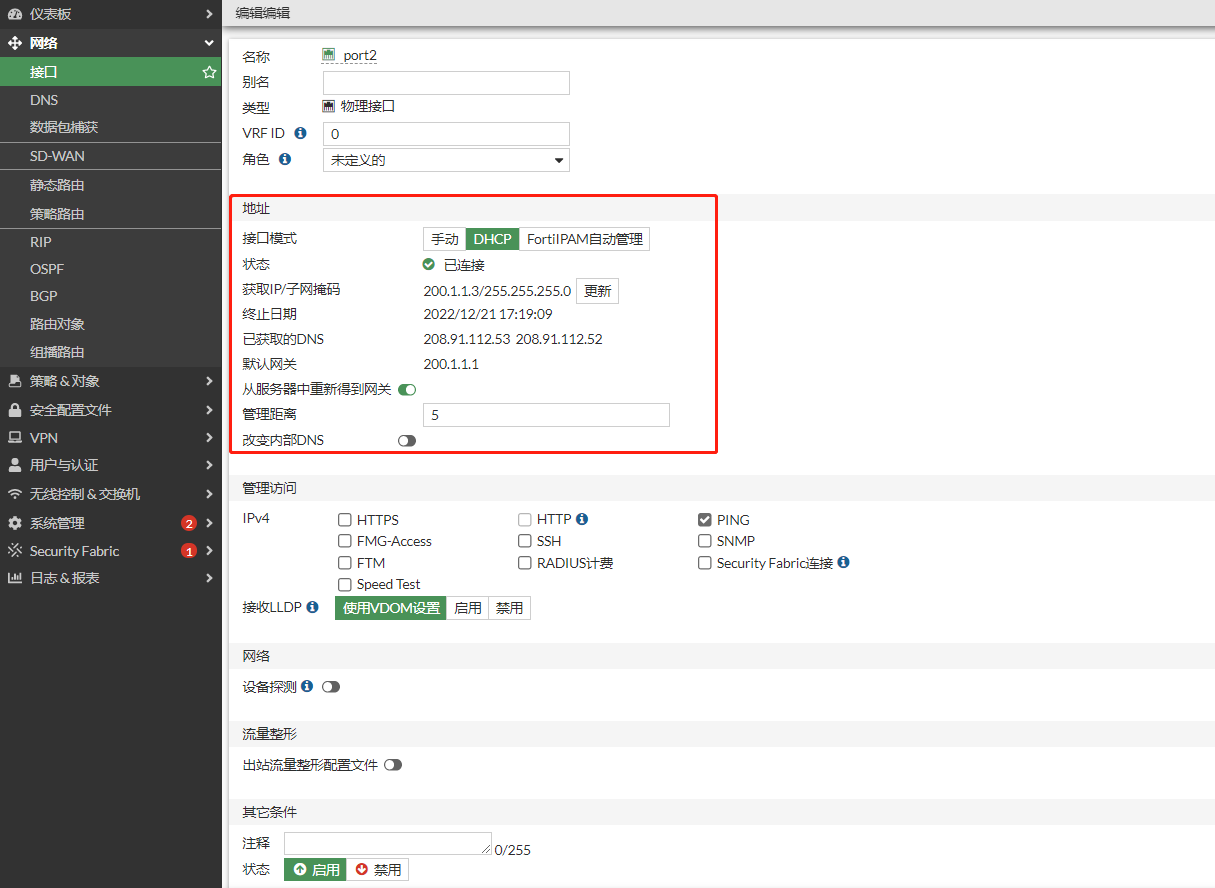 仪表板
网络
接口
DNS
数据包捕获
SD-WAN
静态路由
策略路由
RIP
OSPF
BGP
路由对象
组播路由
策略 & 对象
安全配置文件
VPN
用户与认证
无线控制 & 交换机
系统管理 2
Security Fabric 1
日志 & 报表
编辑编辑
名称 port2
别名
类型 物理接口
VRF ID 0
角色 未定义的
地址
接口模式 手动 DHCP FortiIPAM自动管理
状态 已连接
获取IP/子网掩码 200.1.1.3/255.255.255.0 更新
终止日期 2022/12/21 17:19:09
已获取的DNS 208.91.112.53 208.91.112.52
默认网关 200.1.1.1
从服务器中重新得到网关
管理距离 5
改变内部DNS
管理访问
IPv4 HTTPS HTTP PING
FMG-Access SSH SNMP
FTM RADIUS计费 Security Fabric连接
Speed Test
接收LLDP 使用VDOM设置 启用 禁用
网络
设备探测
流量整形
出站流量整形配置文件
其它条件
注释 0/255
状态 启用 禁用